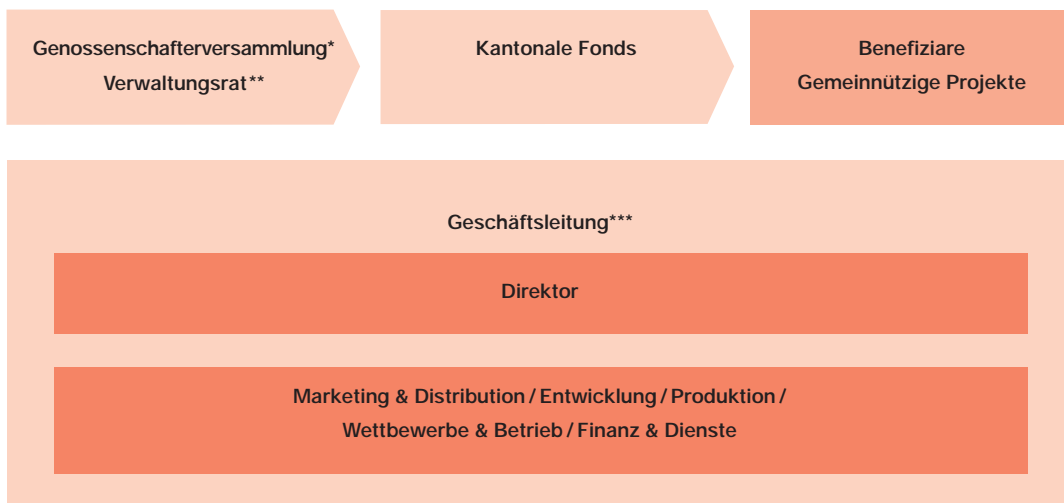 Genossenschafterversammlung*
Verwaltungsrat**
Kantonale Fonds
Benefiziare
Gemeinnützige Projekte
Geschäftsleitung***
Direktor
Marketing & Distribution / Entwicklung / Produktion /
Wettbewerbe & Betrieb / Finanz & Dienste